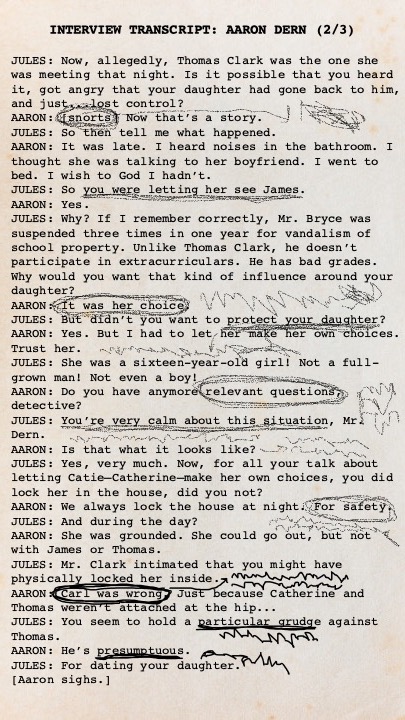 INTERVIEW TRANSCRIPT: AARON DERN (2/3)
JULES: Now, allegedly, Thomas Clark was the one she
was meeting that night. Is it possible that you heard
it, got angry that your daughter had gone back to him,
and just...lost control?
AARON: [snorts] Now that's a story.
JULES: So then tell me what happened.
AARON: It was late. I heard noises in the bathroom. I
thought she was talking to her boyfriend. I went to
bed. I wish to God I hadn't.
JULES: So you were letting her see James.
AARON: Yes.
JULES: Why? If I remember correctly, Mr. Bryce was
suspended three times in one year for vandalism of
school property. Unlike Thomas Clark, he doesn't
participate in extracurriculars. He has bad grades.
Why would you want that kind of influence around your
daughter?
AARON: It was her choice.
JULES: But didn't you want to protect your daughter?
AARON: Yes. But I had to let her make her own choices.
Trust her.
JULES: She was a sixteen-year-old girl! Not a full-
grown man! Not even a boy!
AARON: Do you have anymore relevant questions,
detective?
JULES: You're very calm about this situation, Mr.
Dern.
AARON: Is that what it looks like?
JULES: Yes, very much. Now, for all your talk about
letting Catie—Catherine—make her own choices, you did
lock her in the house, did you not?
AARON: We always lock the house at night. For safety.
JULES: And during the day?
AARON: She was grounded. She could go out, but not
with James or Thomas.
JULES: Mr. Clark intimated that you might have
physically locked her inside.
AARON: Carl was wrong. Just because Catherine and
Thomas weren't attached at the hip...
JULES: You seem to hold a particular grudge against
Thomas.
AARON: He's presumptuous.
JULES: For dating your daughter.
[Aaron sighs.]